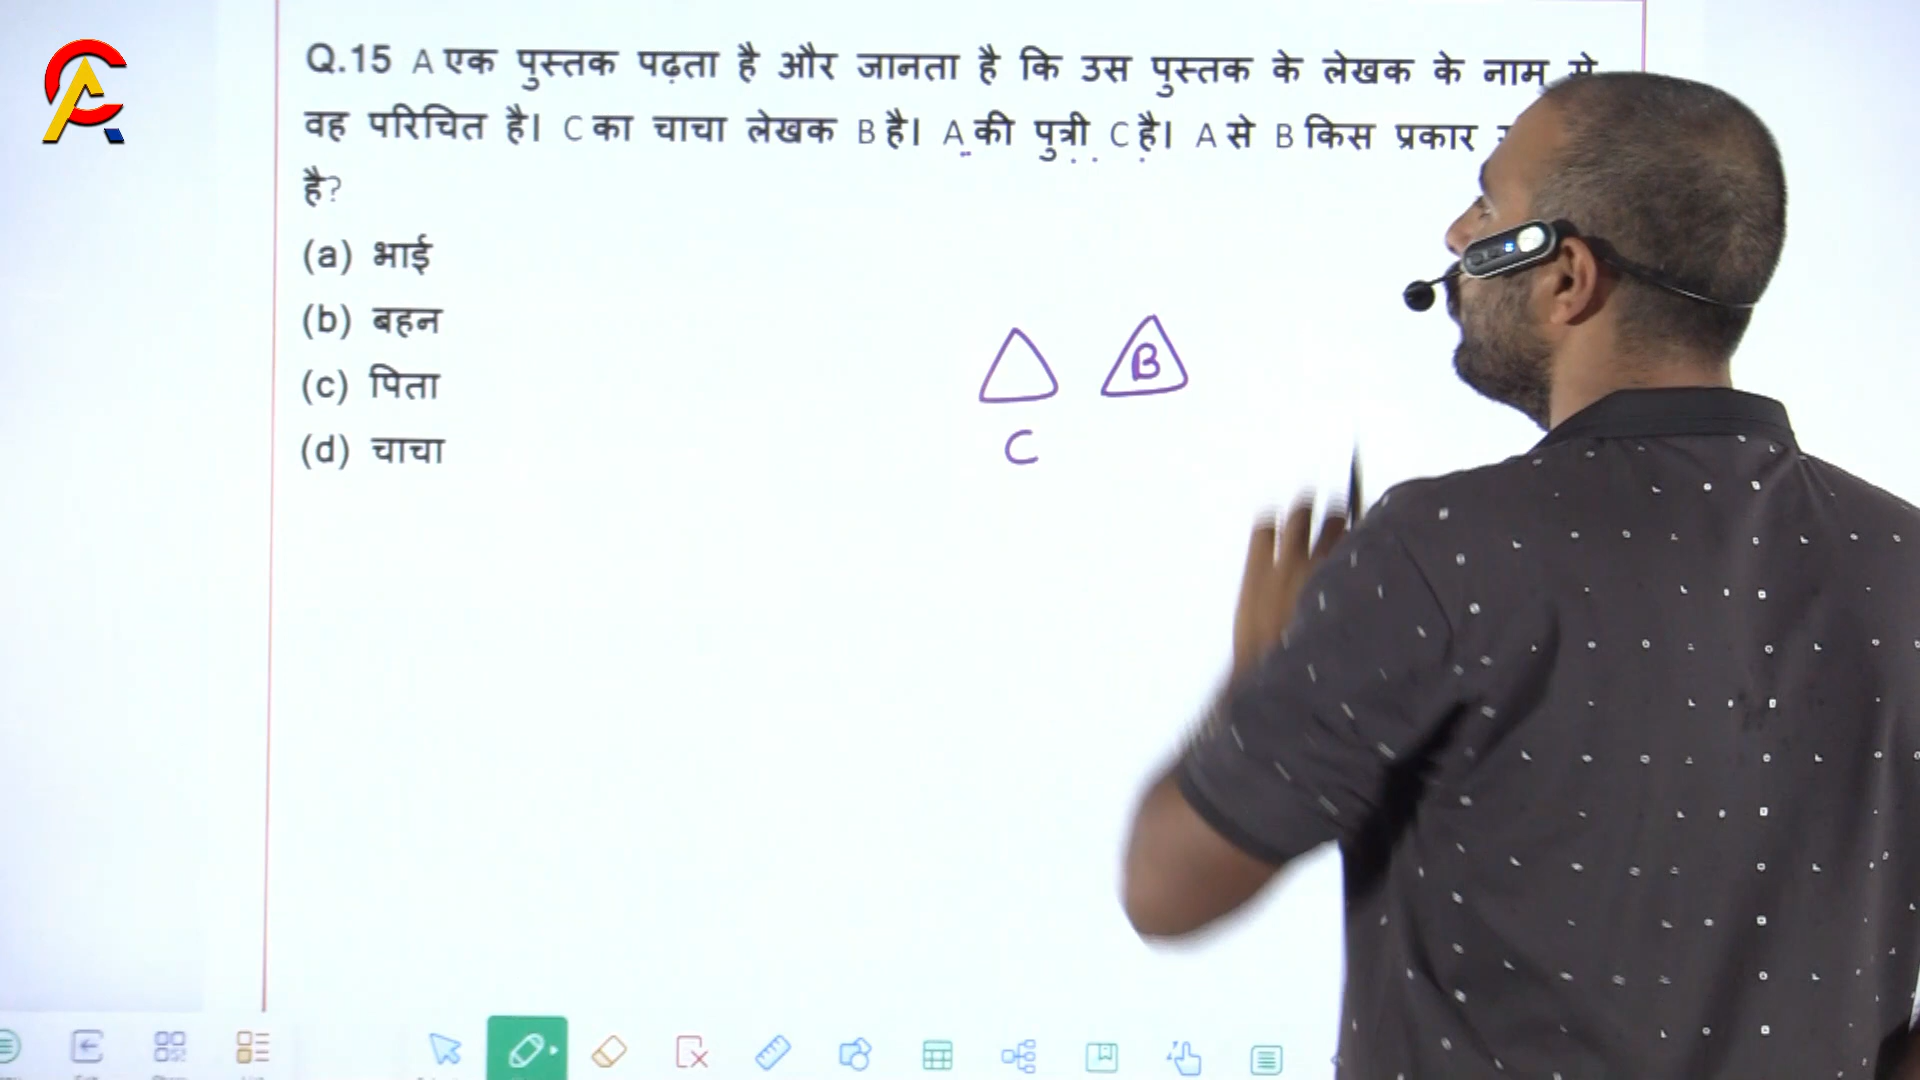 Q.15 A एक पुस्तक पढ़ता है और जानता है कि उस पुस्तक के लेखक के नाम से
वह परिचित है। C का चाचा लेखक B है। A की पुत्री C है। A से B किस प्रकार
है?
(a) भाई
(b) बहन
(c) पिता
(d) चाचा
B
C